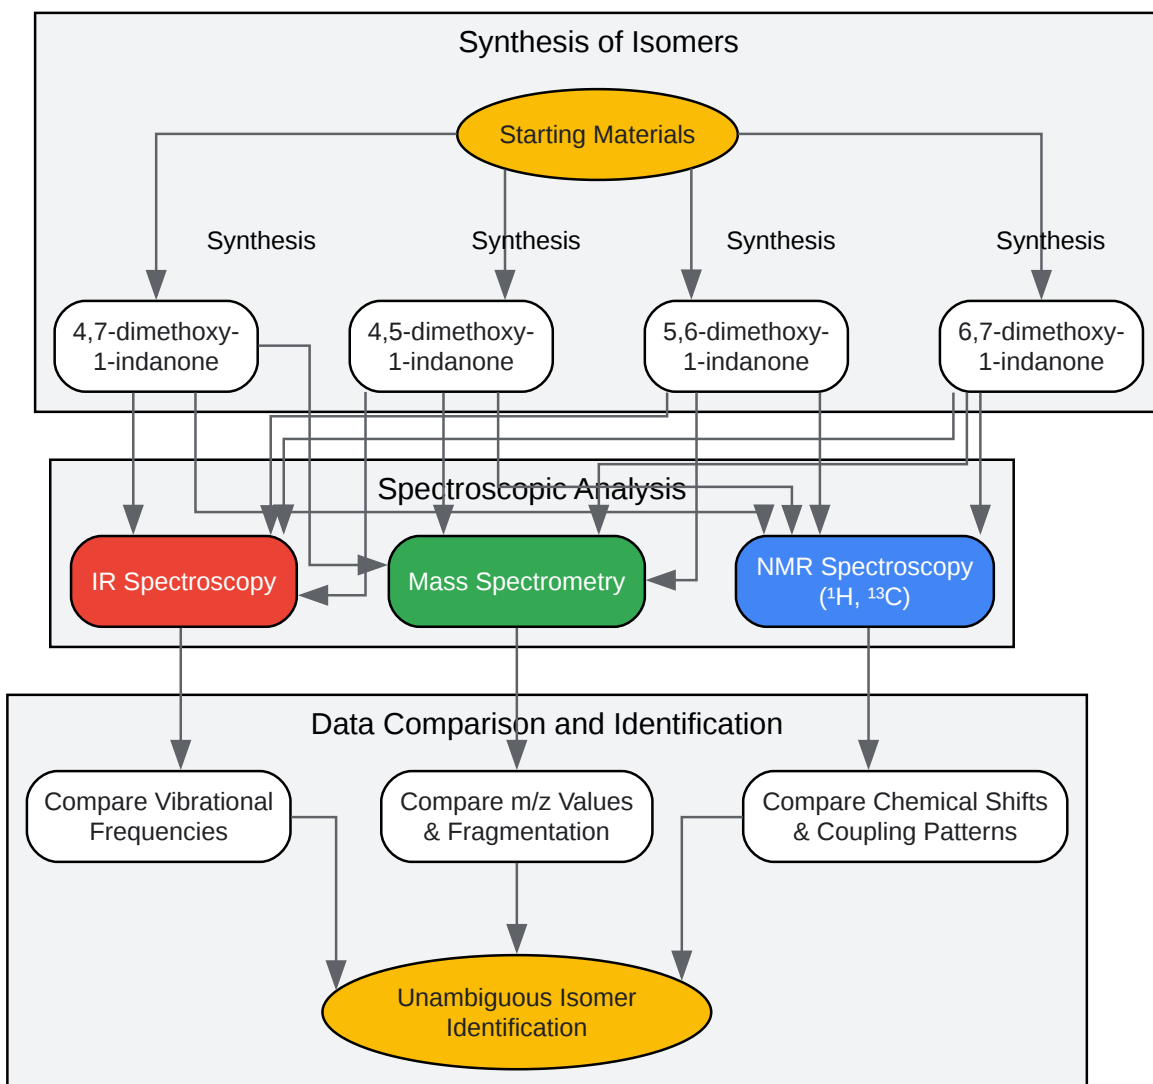 Synthesis of Isomers
Starting Materials
Synthesis
Synthesis
Synthesis
Synthesis
4,7-dimethoxy-
1-indanone
4,5-dimethoxy-
1-indanone
5,6-dimethoxy-
1-indanone
6,7-dimethoxy-
1-indanone
Spectroscopic Analysis
IR Spectroscopy
Mass Spectrometry
NMR Spectroscopy
(¹H, ¹³C)
Data Comparison and Identification
Compare Vibrational
Frequencies
Compare m/z Values
& Fragmentation
Compare Chemical Shifts
& Coupling Patterns
Unambiguous Isomer
Identification